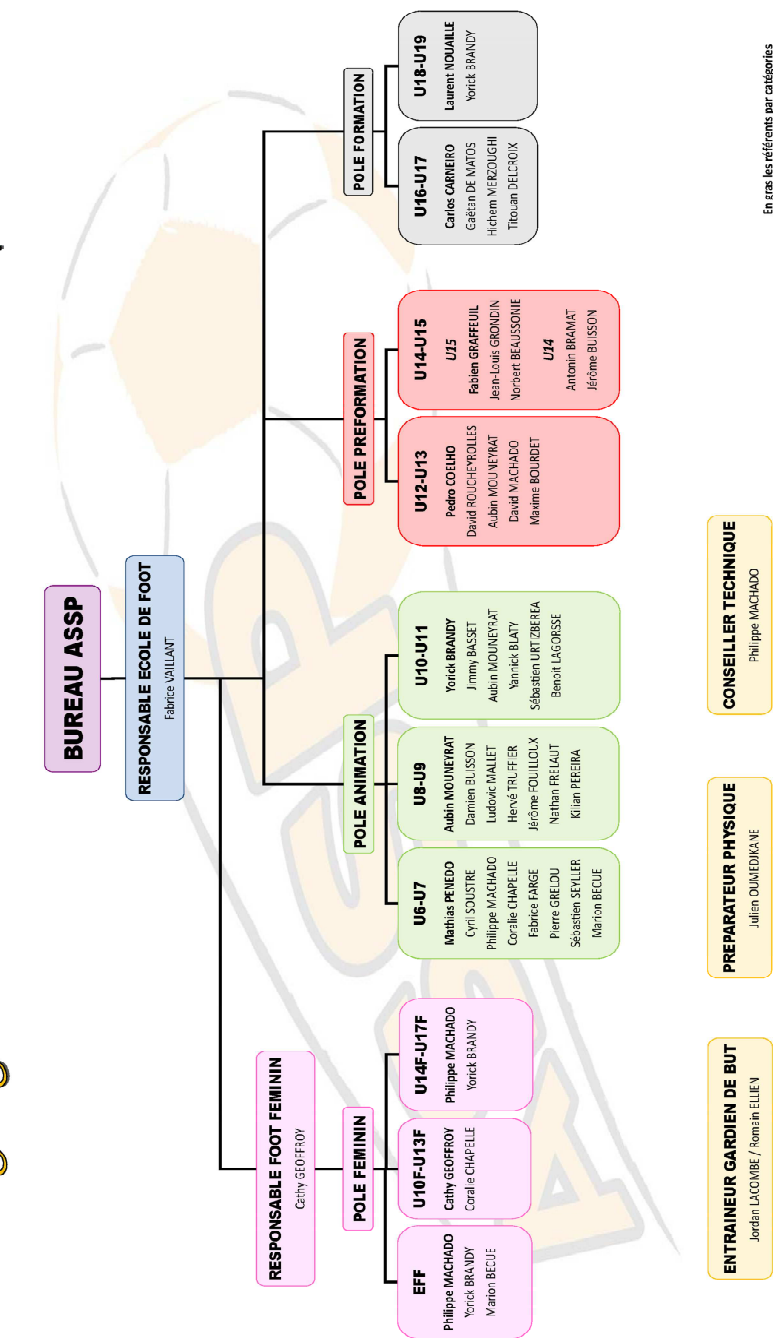 BUREAU ASSP
RESPONSABLE ECOLE DE FOOT
Fabrice VAILLANT
RESPONSABLE FOOT FEMININ
Cathy GEOFFROY
POLE FEMININ
EFF
Philippe MACHADO
Yorick BRANDY
Marion BECUE
U10F-U13F
Cathy GEOFFROY
Coralie CHAPELLE
U14F-U17F
Philippe MACHADO
Yorick BRANDY
POLE ANIMATION
U6-U7
Mathias PENEDO
Cyril SOUSTRE
Philippe MACHADO
Coralie CHAPELLE
Fabrice FARGE
Pierre GRELOU
Sébastien SEYLLER
Marion BECUE
U8-U9
Aubin MOUNEYRAT
Damien BUISSON
Ludovic MALLET
Hervé TRUFFIER
Jérôme FOUILLOUX
Nathan FRELAUT
Kilian PEREIRA
U10-U11
Yorick BRANDY
Jimmy BASSET
Aubin MOUNEYRAT
Yannick BLATY
Sébastien URTIZBEREA
Benoit LAGORSSE
POLE PREFORMATION
U12-U13
Pedro COELHO
David ROUCHEYROLLES
Aubin MOUNEYRAT
David MACHADO
Maxime BOURDET
U14-U15
U15
Fabien GRAFFEUIL
Jean-Louis GRONDIN
Norbert BEAUSSONIE
U14
Antonin BRAMAT
Jérôme BUISSON
POLE FORMATION
U16-U17
Carlos CARNEIRO
Gaëtan DE MATOS
Hichem MERZOUGHI
Titouan DELCROIX
U18-U19
Laurent NOUAILLE
Yorick BRANDY
ENTRAINEUR GARDIEN DE BUT
Jordan LACOMBE / Romain ELLIEN
PREPARATEUR PHYSIQUE
Julien OUMEDJKANE
CONSEILLER TECHNIQUE
Philippe MACHADO
En gras les référents par catégories